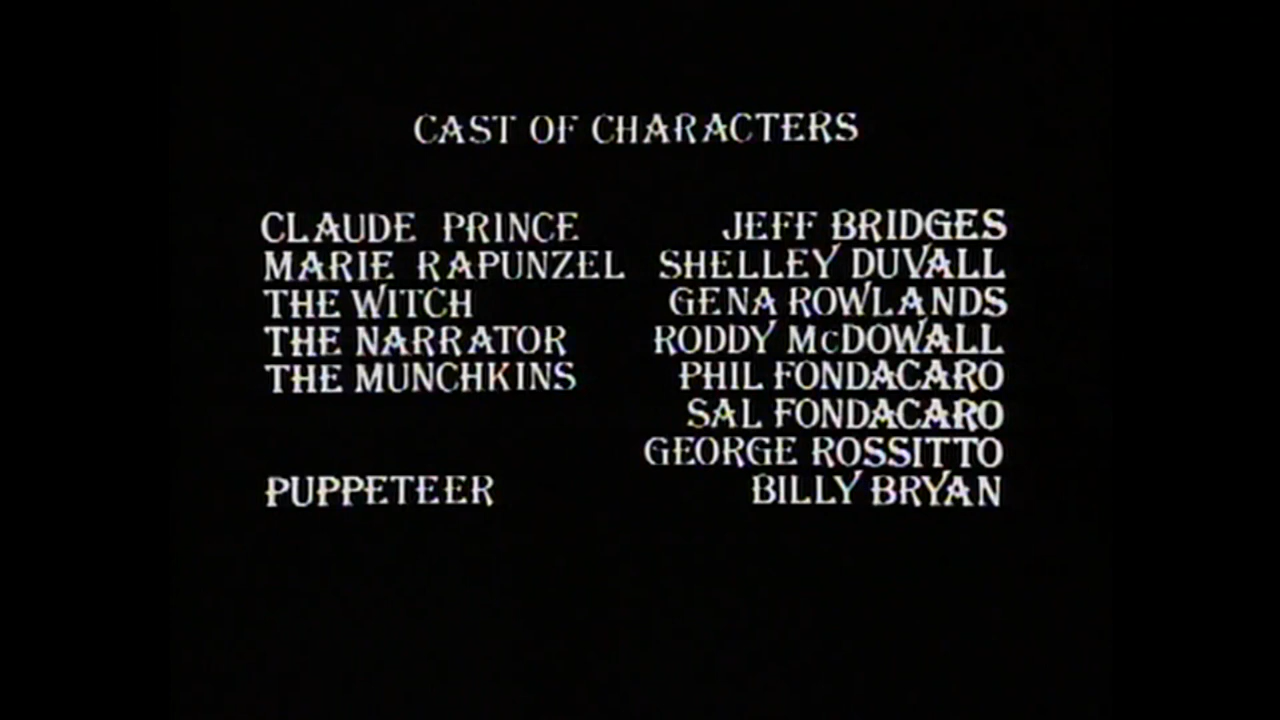 CAST OF CHARACTERS
CLAUDE PRINCE JEFF BRIDGES
MARIE RAPUNZEL SHELLEY DUVALL
THE WITCH GENA ROWLANDS
THE NARRATOR RODDY McDOWALL
THE MUNCHKINS PHIL FONDACARO
SAL FONDACARO
GEORGE ROSSITTO
PUPPETEER BILLY BRYAN